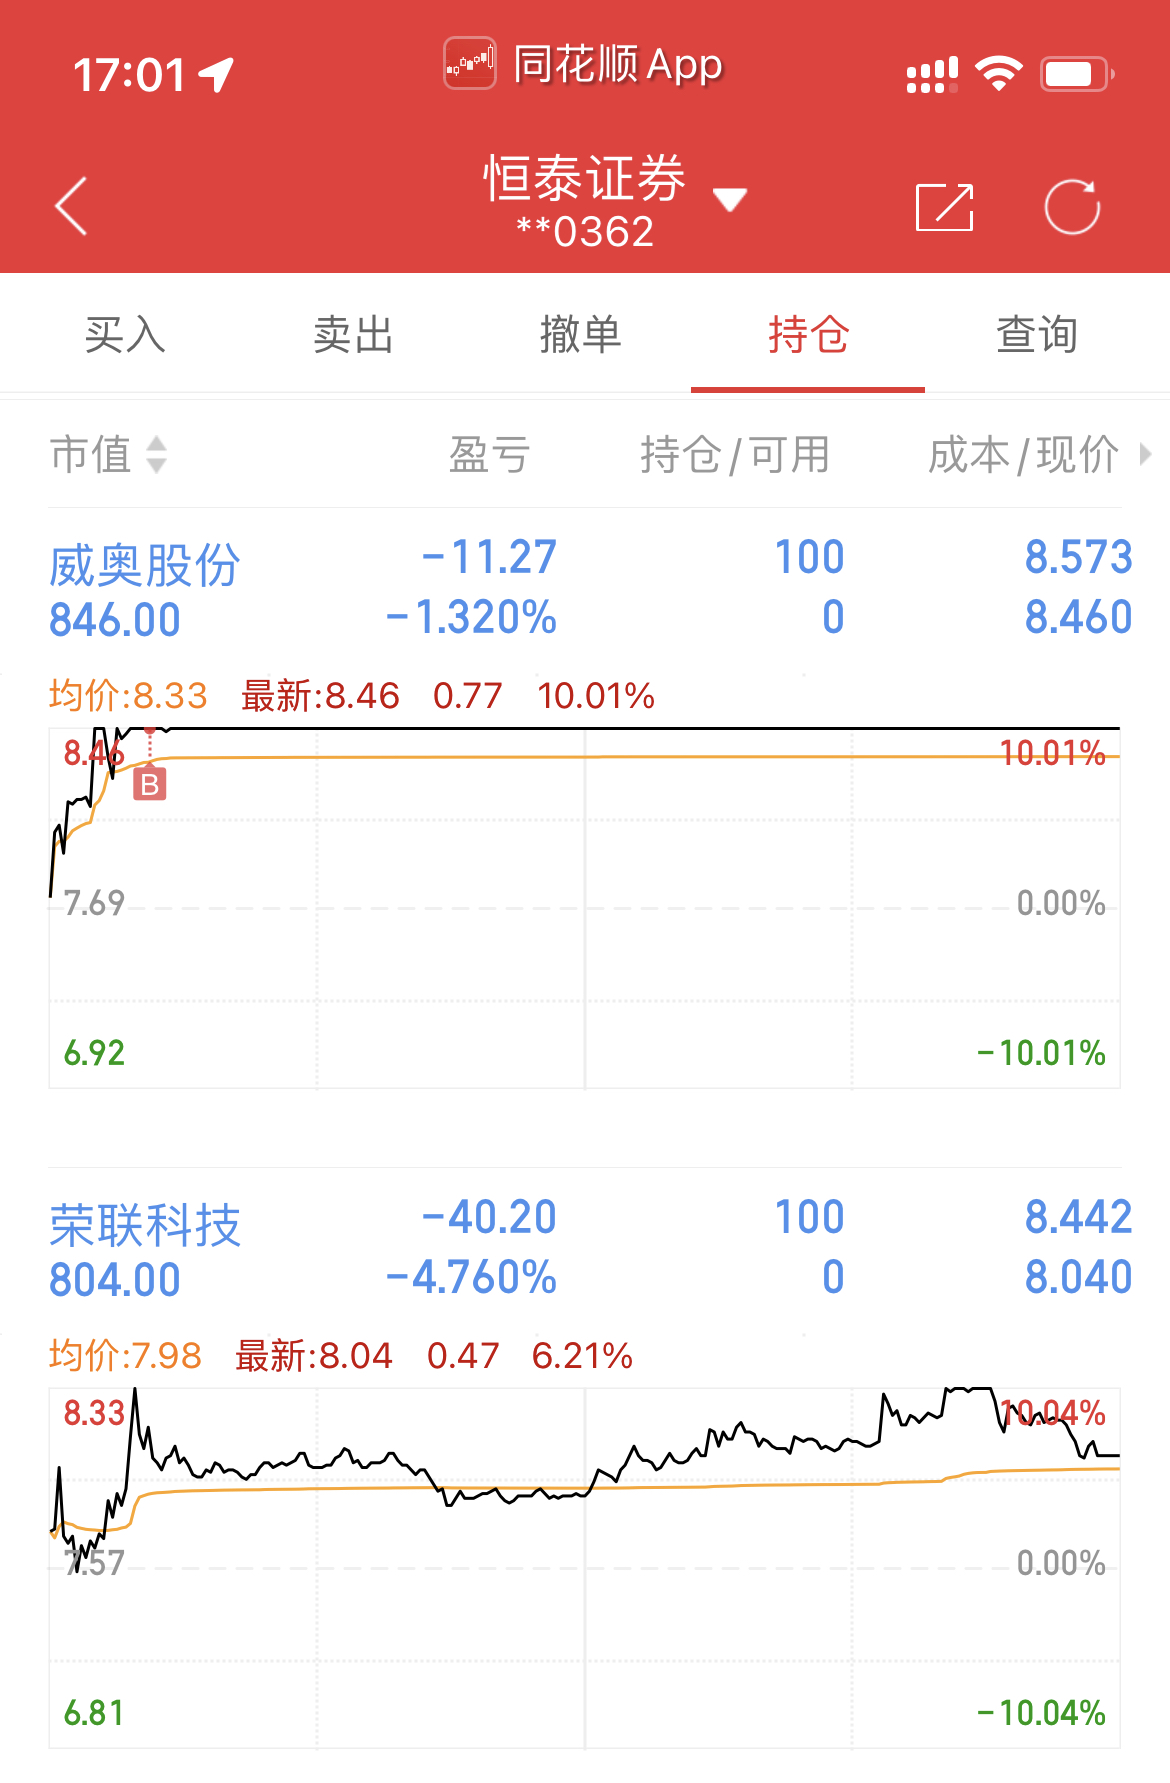 17:01 同花顺 App
恒泰证券
**0362
买入 卖出 撤单 持仓 查询
市值 盈亏 持仓/可用 成本/现价
威奥股份 -11.27 100 8.573
846.00 -1.320% 0 8.460
均价:8.33 最新:8.46 0.77 10.01%
8.46 10.01%
B
7.69 0.00%
6.92 -10.01%
荣联科技 -40.20 100 8.442
804.00 -4.760% 0 8.040
均价:7.98 最新:8.04 0.47 6.21%
8.33 10.04%
7.57 0.00%
6.81 -10.04%